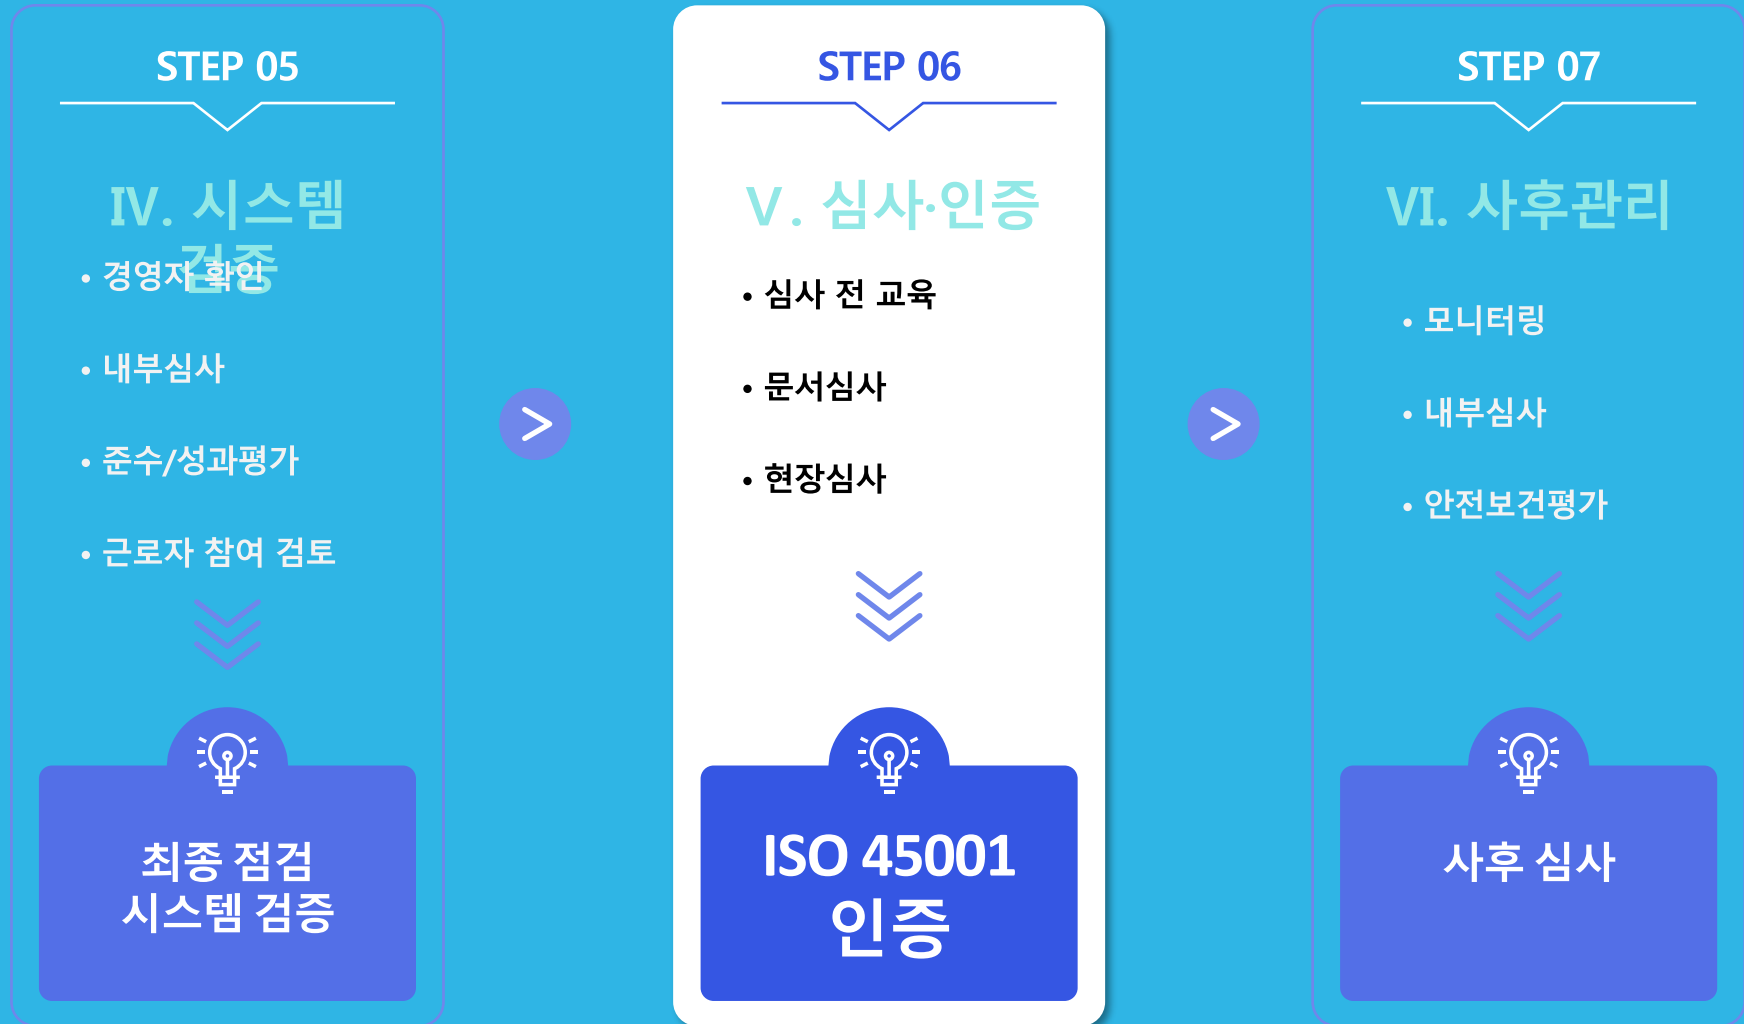 STEP 05
Ⅳ. 시스템
검증
• 경영자 확인
• 내부심사
• 준수/성과평가
• 근로자 참여 검토
최종 점검
시스템 검증
>
STEP 06
Ⅴ. 심사·인증
• 심사 전 교육
• 문서심사
• 현장심사
ISO 45001
인증
>
STEP 07
Ⅵ. 사후관리
• 모니터링
• 내부심사
• 안전보건평가
사후 심사